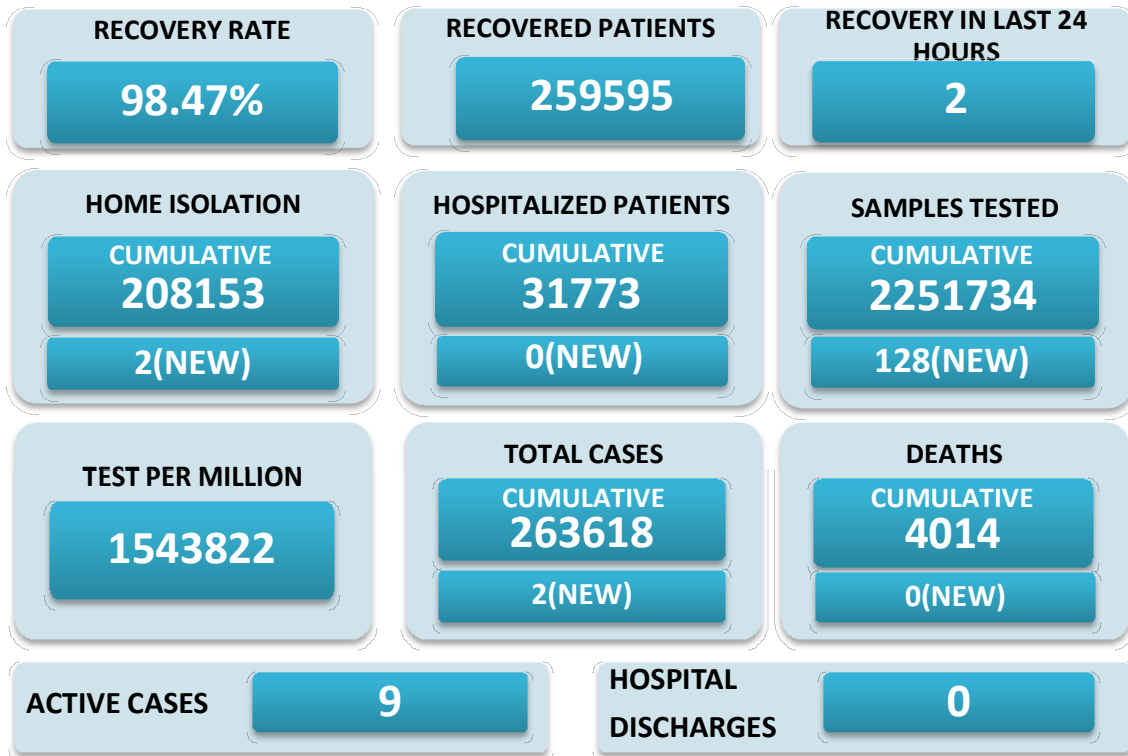 RECOVERY RATE
98.47%
RECOVERED PATIENTS
259595
RECOVERY IN LAST 24
HOURS
2
HOME ISOLATION
CUMULATIVE
208153
2(NEW)
HOSPITALIZED PATIENTS
CUMULATIVE
31773
0(NEW)
SAMPLES TESTED
CUMULATIVE
2251734
128(NEW)
TEST PER MILLION
1543822
TOTAL CASES
CUMULATIVE
263618
2(NEW)
DEATHS
CUMULATIVE
4014
0(NEW)
ACTIVE CASES
9
HOSPITAL
DISCHARGES
0